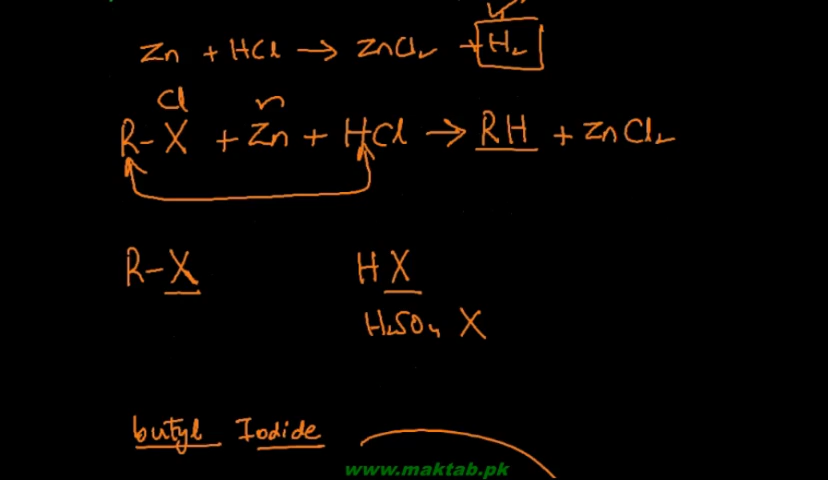 Zn + HCl → ZnCl₂ + H₂
Cl
R-X + Zn + HCl → RH + ZnCl₂
R-X HX
H₂SO₄ X
butyl Iodide
www.maktab.pk